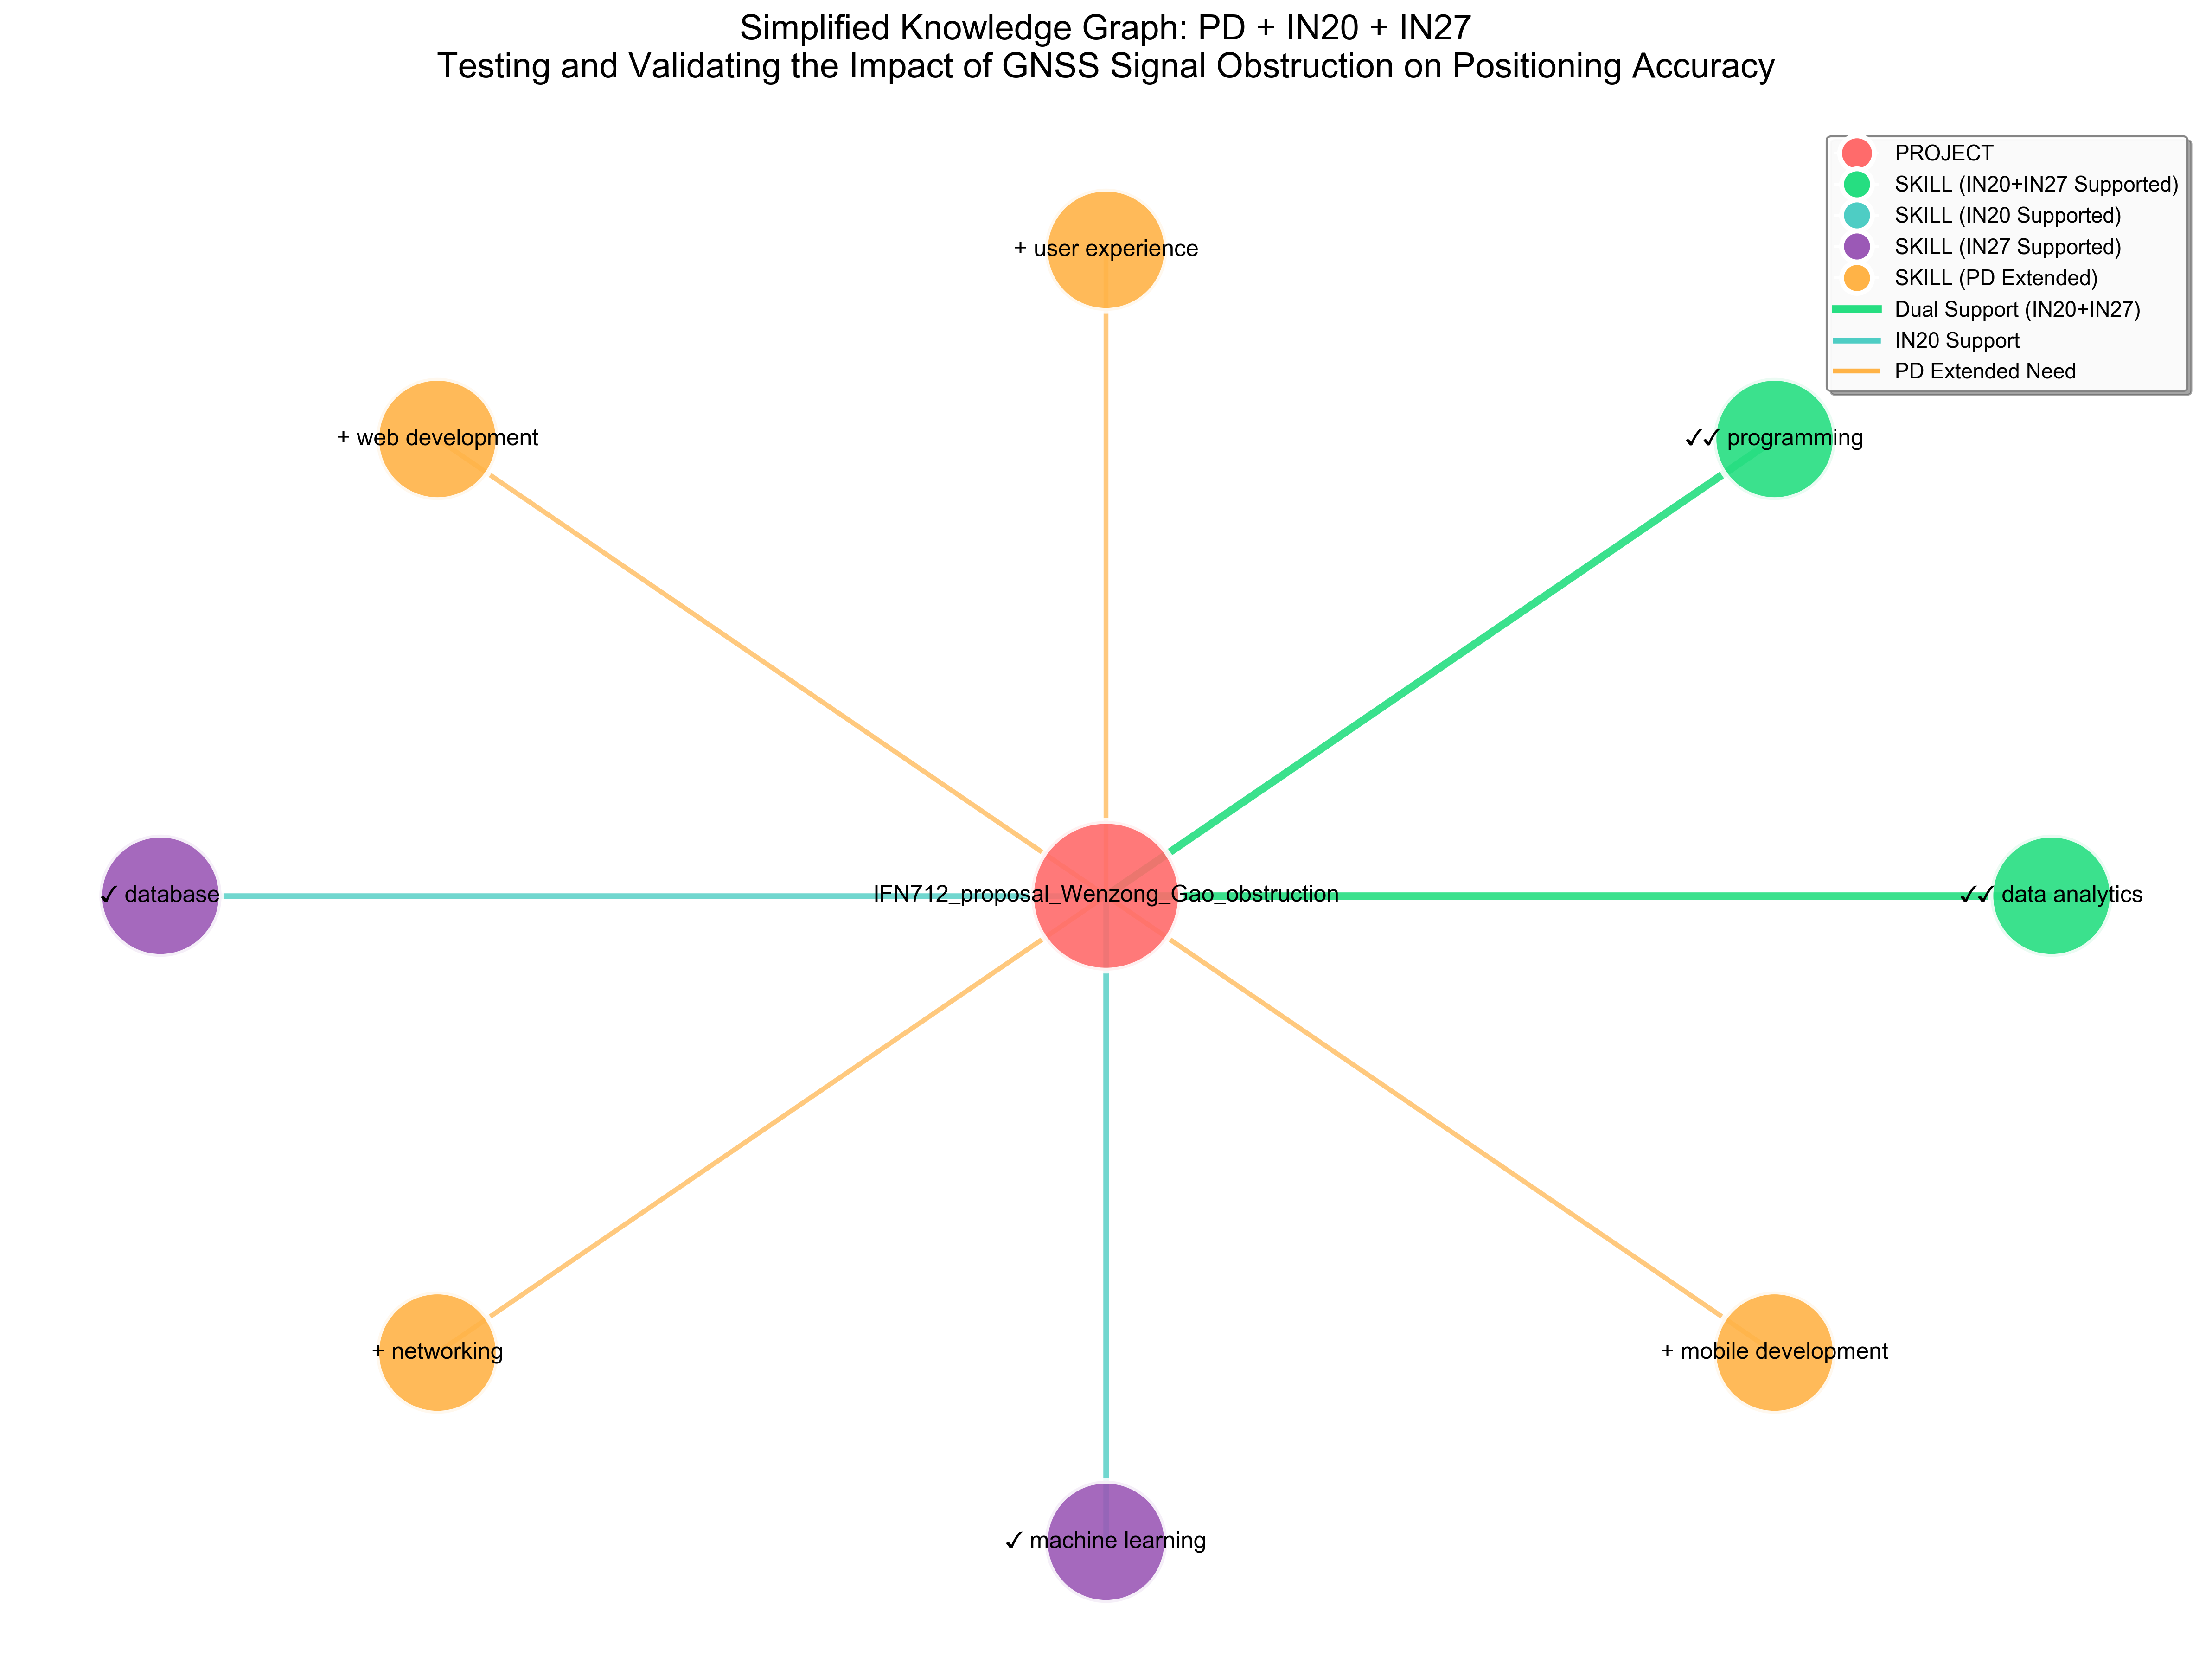 Simplified Knowledge Graph: PD + IN20 + IN27
Testing and Validating the Impact of GNSS Signal Obstruction on Positioning Accuracy
PROJECT
SKILL (IN20+IN27 Supported)
SKILL (IN20 Supported)
SKILL (IN27 Supported)
SKILL (PD Extended)
Dual Support (IN20+IN27)
IN20 Support
PD Extended Need
+ user experience
+ web development
✓✓ programming
✓ database
IFN712_proposal_Wenzong_Gao_obstruction
✓✓ data analytics
+ networking
+ mobile development
✓ machine learning